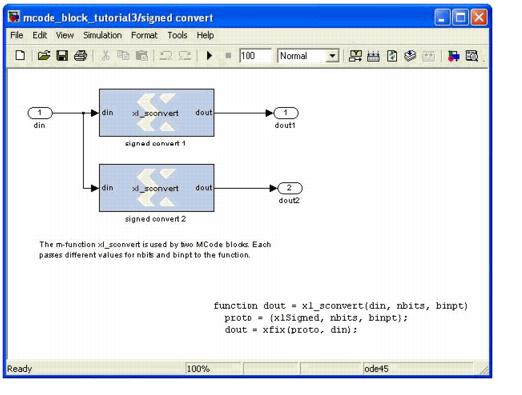 mcode_block_tutorial3/signed convert
File Edit View Simulation Format Tools Help
100 Normal
1
din
din xl_sconvert dout
signed convert 1
1
dout1
din xl_sconvert dout
signed convert 2
2
dout2
The m-function xl_sconvert is used by two MCode blocks. Each
passes different values for nbits and binpt to the function.
function dout = xl_sconvert(din, nbits, binpt)
proto = {xlSigned, nbits, binpt};
dout = xfix(proto, din);
Ready 100% ode45